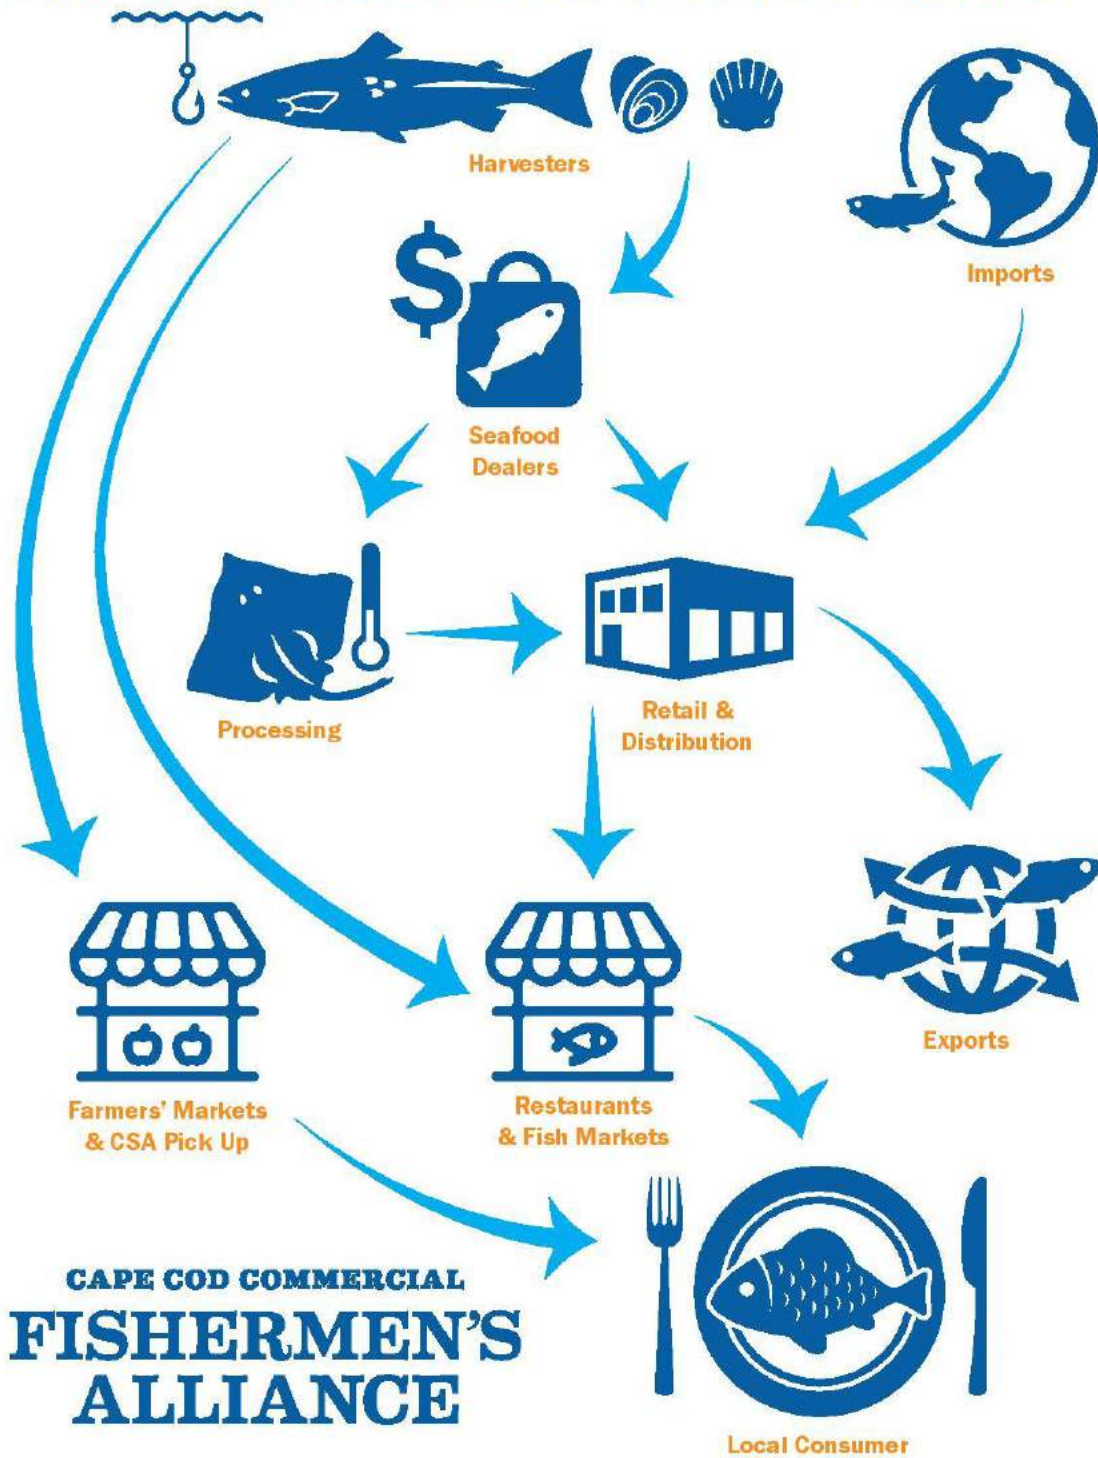 Harvesters
Imports
$
Seafood
Dealers
Processing
Retail &
Distribution
Exports
Farmers' Markets
& CSA Pick Up
Restaurants
& Fish Markets
CAPE COD COMMERCIAL
FISHERMEN'S
ALLIANCE
Local Consumer